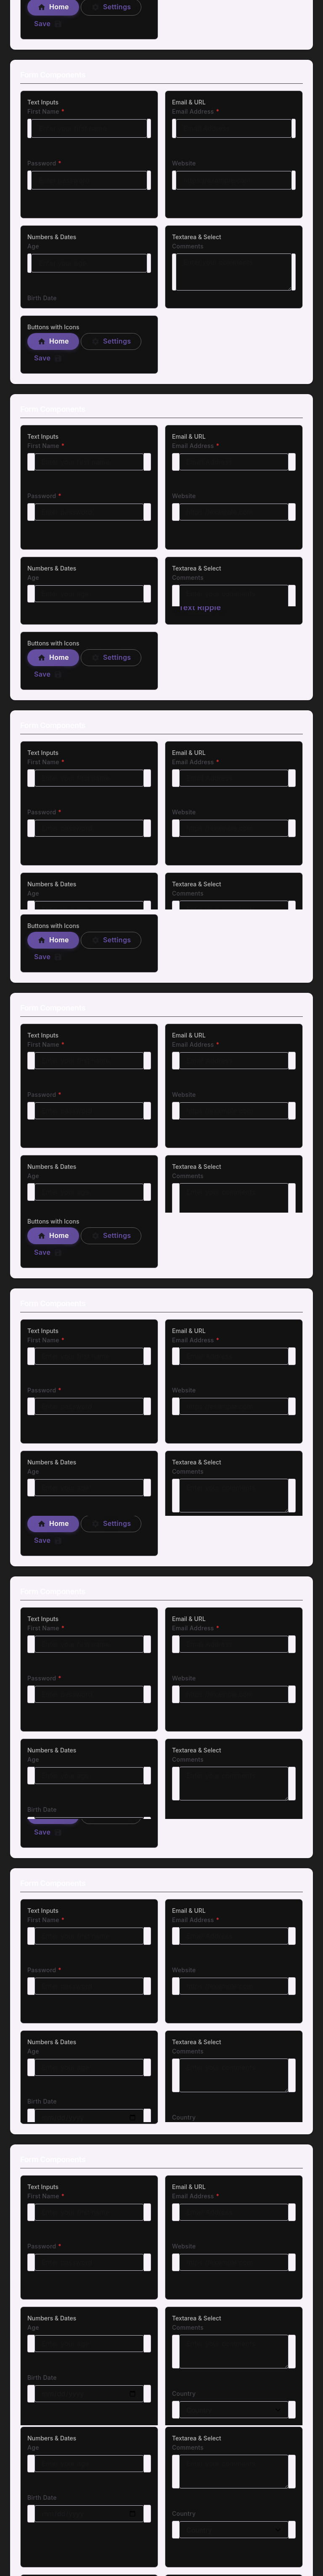 Home Settings
Save
Form Components
Text Inputs
First Name *
Password *
Email & URL
Email Address *
Website
Numbers & Dates
Age
Birth Date
Textarea & Select
Comments
Buttons with Icons
Home Settings
Save
Form Components
Text Inputs
First Name *
Password *
Email & URL
Email Address *
Website
Numbers & Dates
Age
Textarea & Select
Comments
Text Ripple
Buttons with Icons
Home Settings
Save
Form Components
Text Inputs
First Name *
Password *
Email & URL
Email Address *
Website
Numbers & Dates
Age
Textarea & Select
Comments
Buttons with Icons
Home Settings
Save
Form Components
Text Inputs
First Name *
Password *
Email & URL
Email Address *
Website
Numbers & Dates
Age
Textarea & Select
Comments
Buttons with Icons
Home Settings
Save
Form Components
Text Inputs
First Name *
Password *
Email & URL
Email Address *
Website
Numbers & Dates
Age
Textarea & Select
Comments
Home Settings
Save
Form Components
Text Inputs
First Name *
Password *
Email & URL
Email Address *
Website
Numbers & Dates
Age
Birth Date
Textarea & Select
Comments
Save
Form Components
Text Inputs
First Name *
Password *
Email & URL
Email Address *
Website
Numbers & Dates
Age
Birth Date
Textarea & Select
Comments
Country
Form Components
Text Inputs
First Name *
Password *
Email & URL
Email Address *
Website
Numbers & Dates
Age
Birth Date
Textarea & Select
Comments
Country
Numbers & Dates
Age
Birth Date
Textarea & Select
Comments
Country